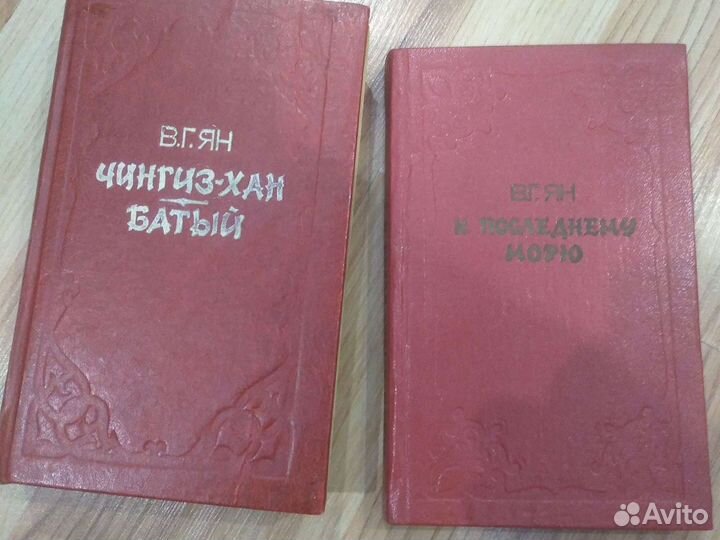 В.Г. ЯН
ЧИНГИЗ-ХАН
БАТЫЙ
В.Г. ЯН
К ПОСЛЕДНЕМУ
МОРЮ
Avito